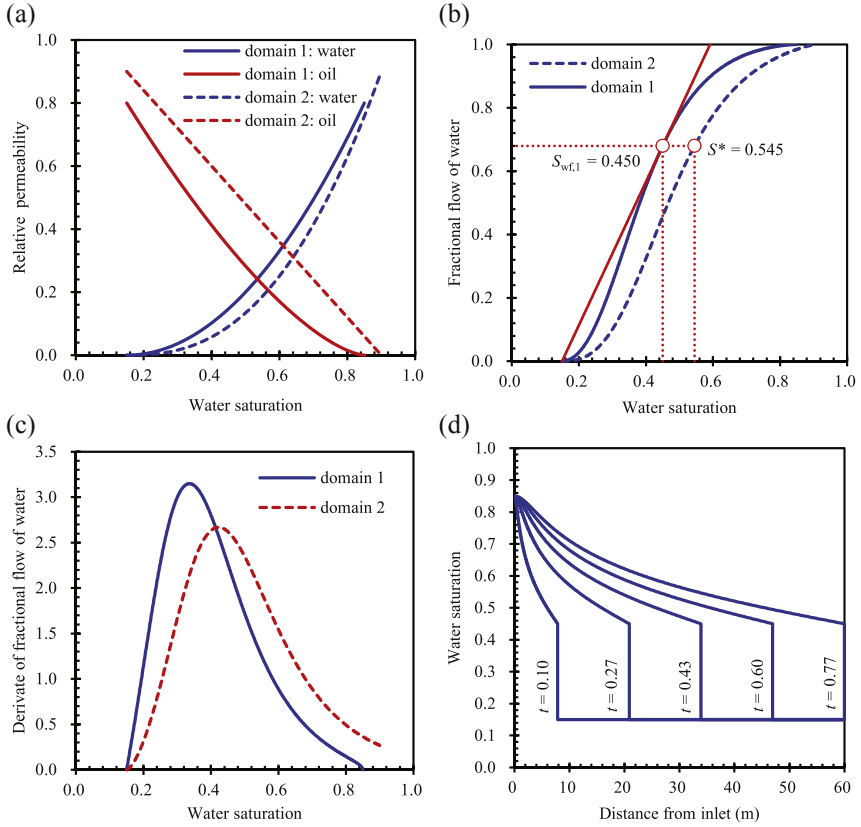 (a)
1.0
0.8
0.6
0.4
0.2
0.0
0.0 0.2 0.4 0.6 0.8 1.0
Relative permeability
Water saturation
domain 1: water
domain 1: oil
domain 2: water
domain 2: oil
(b)
1.0
0.8
0.6
0.4
0.2
0.0
0.0 0.2 0.4 0.6 0.8 1.0
Fractional flow of water
Water saturation
domain 2
domain 1
Swf,1 = 0.450
S* = 0.545
(c)
3.5
3.0
2.5
2.0
1.5
1.0
0.5
0.0
0.0 0.2 0.4 0.6 0.8 1.0
Derivate of fractional flow of water
Water saturation
domain 1
domain 2
(d)
1.0
0.9
0.8
0.7
0.6
0.5
0.4
0.3
0.2
0.1
0.0
0 10 20 30 40 50 60
Water saturation
Distance from inlet (m)
t = 0.10
t = 0.27
t = 0.43
t = 0.60
t = 0.77